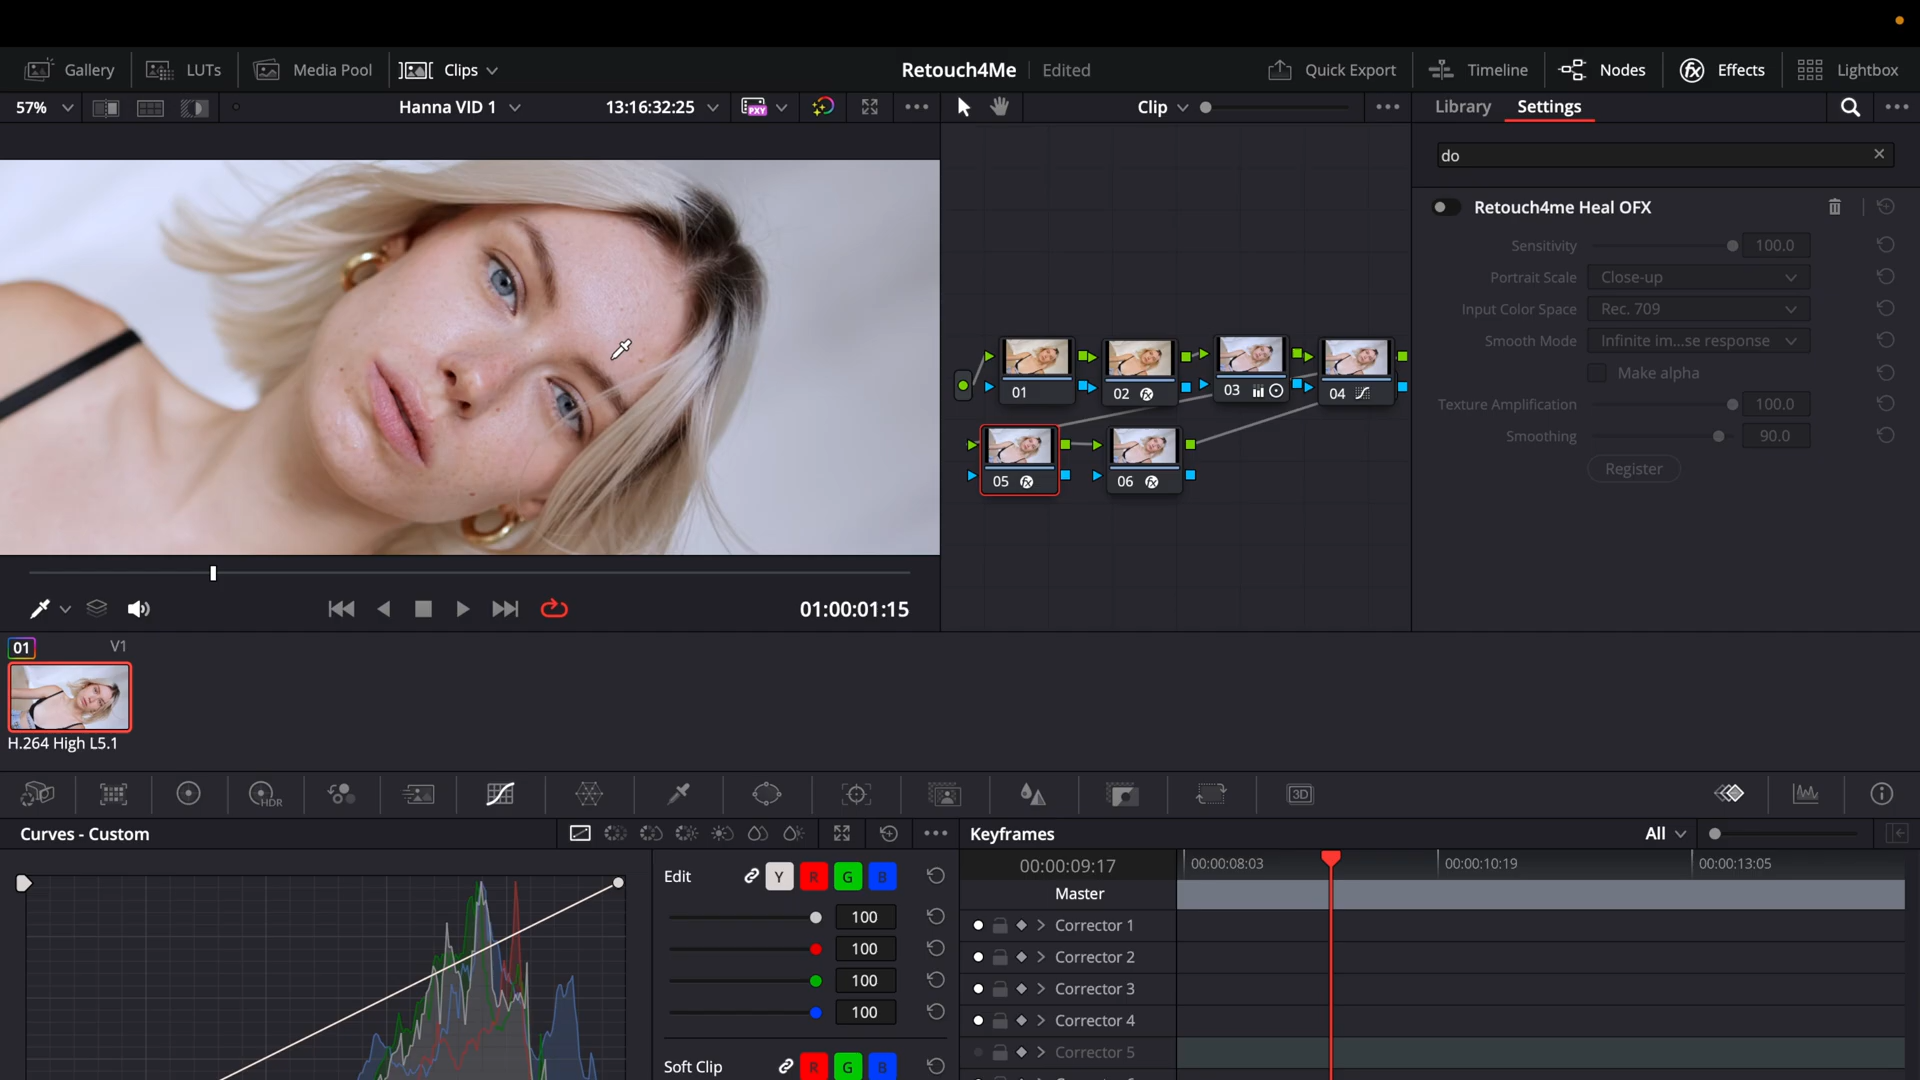 Gallery
LUTs
Media Pool
Clips
Retouch4Me
Edited
Quick Export
Timeline
Nodes
Effects
Lightbox
57%
Hanna VID 1
13:16:32:25
PXY
Clip
Library
Settings
do
Retouch4me Heal OFX
Sensitivity 100.0
Portrait Scale Close-up
Input Color Space Rec. 709
Smooth Mode Infinite im...se response
Make alpha
Texture Amplification 100.0
Smoothing 90.0
Register
01
02
03
04
05
06
01:00:01:15
01 V1
H.264 High L5.1
HDR
3D
Curves - Custom
Keyframes
All
Edit Y R G B
100
100
100
100
Soft Clip R G B
00:00:09:17
00:00:08:03
00:00:10:19
00:00:13:05
Master
Corrector 1
Corrector 2
Corrector 3
Corrector 4
Corrector 5